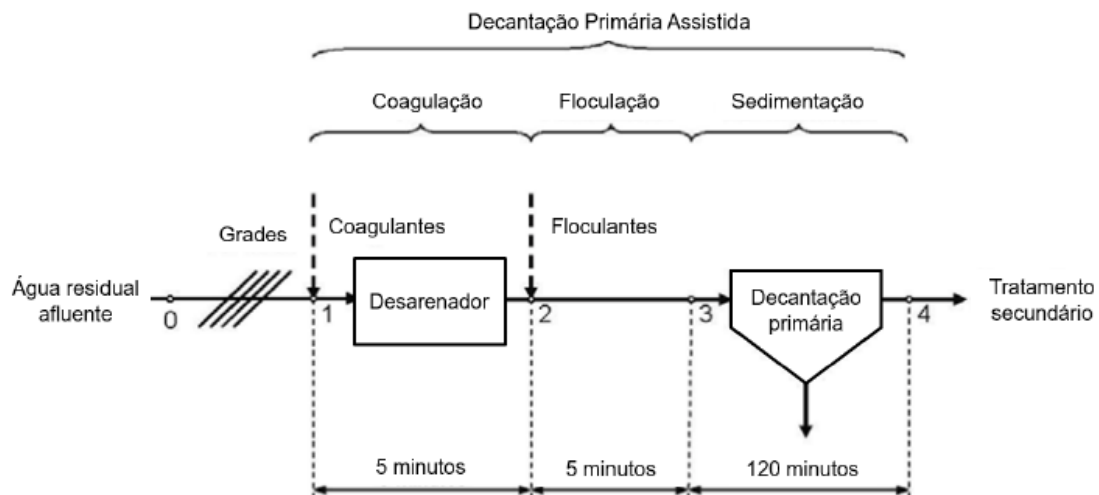 Decantação Primária Assistida
Coagulação
Floculação
Sedimentação
Grades
Coagulantes
Floculantes
Água residual
afluente
Desarenador
Decantação
primária
Tratamento
secundário
0
1
2
3
4
5 minutos
5 minutos
120 minutos